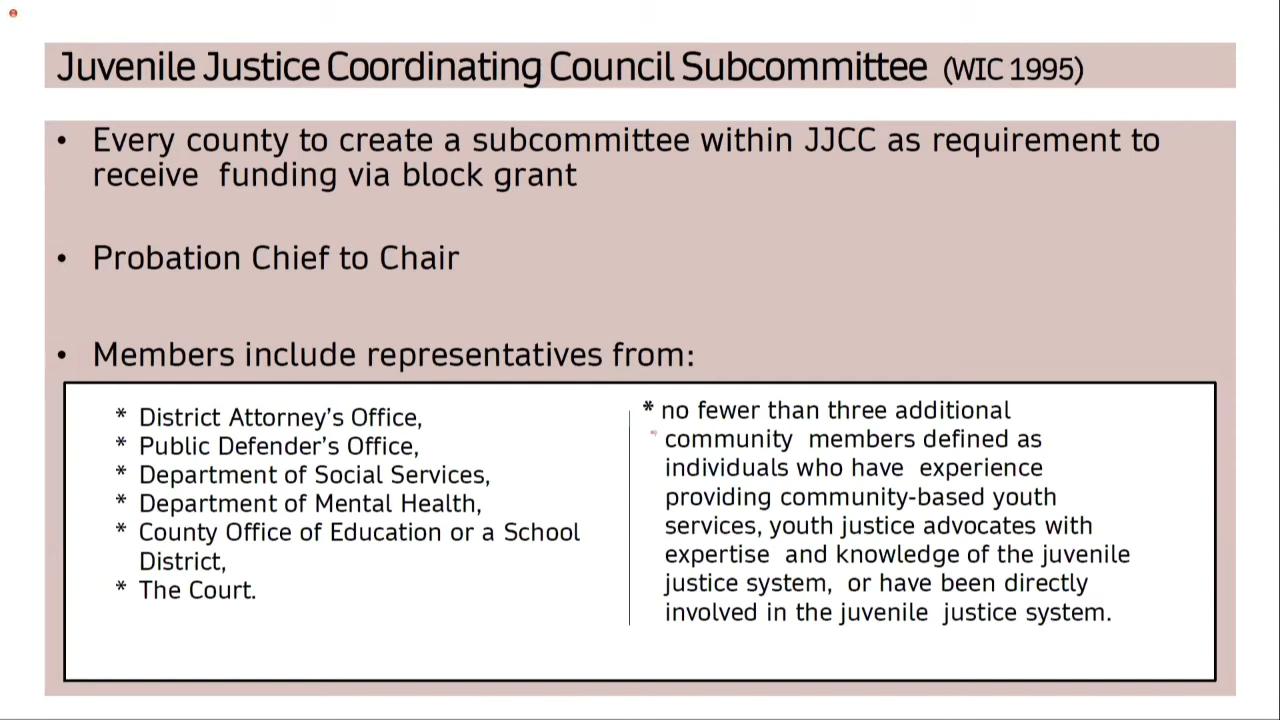 Juvenile Justice Coordinating Council Subcommittee (WIC 1995)
• Every county to create a subcommittee within JJCC as requirement to
receive funding via block grant
• Probation Chief to Chair
• Members include representatives from:
* District Attorney's Office,
* Public Defender's Office,
* Department of Social Services,
* Department of Mental Health,
* County Office of Education or a School
District,
* The Court.
* no fewer than three additional
community members defined as
individuals who have experience
providing community-based youth
services, youth justice advocates with
expertise and knowledge of the juvenile
justice system, or have been directly
involved in the juvenile justice system.